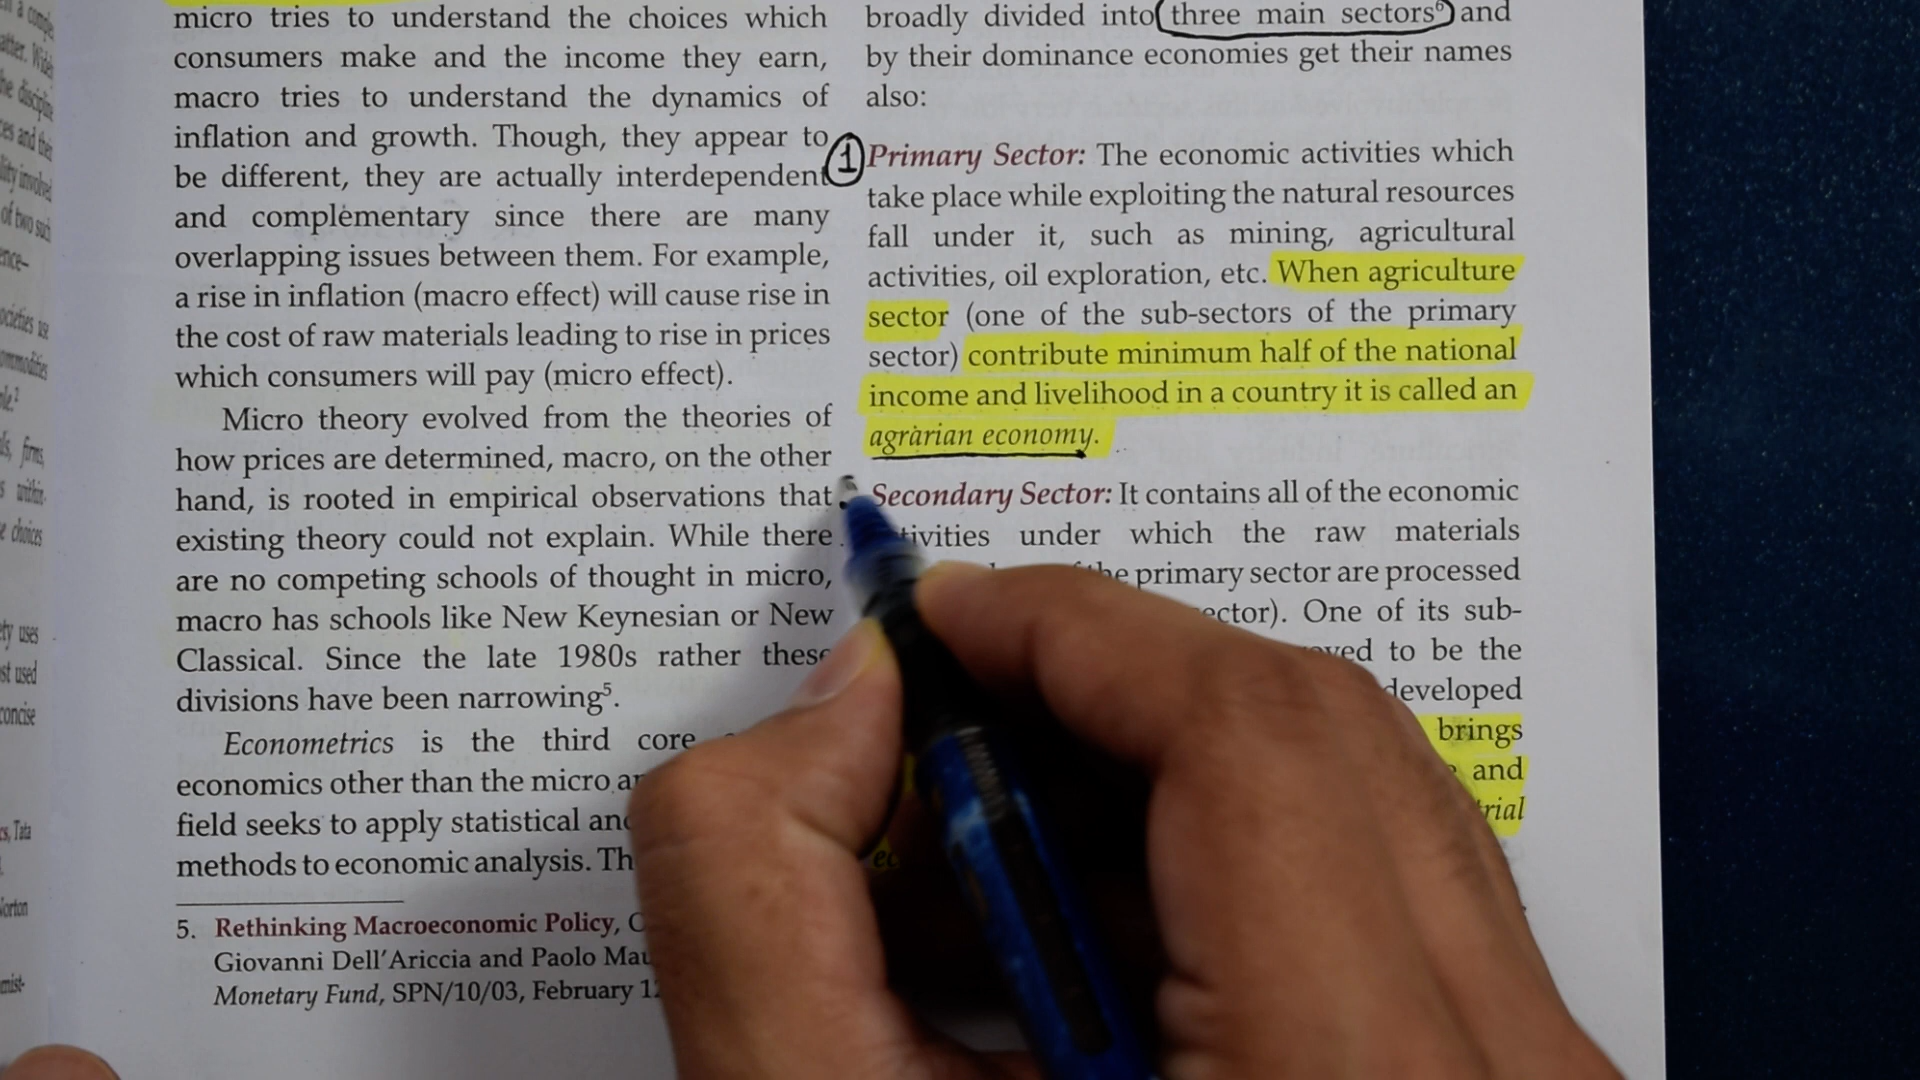 micro tries to understand the choices which
consumers make and the income they earn,
macro tries to understand the dynamics of
inflation and growth. Though, they appear to
be different, they are actually interdependent
and complementary since there are many
overlapping issues between them. For example,
a rise in inflation (macro effect) will cause rise in
the cost of raw materials leading to rise in prices
which consumers will pay (micro effect).
Micro theory evolved from the theories of
how prices are determined, macro, on the other
hand, is rooted in empirical observations that
existing theory could not explain. While there
are no competing schools of thought in micro,
macro has schools like New Keynesian or New
Classical. Since the late 1980s rather these
divisions have been narrowing5.
Econometrics is the third core
economics other than the micro
field seeks to apply statistical
methods to economic analysis.
5. Rethinking Macroeconomic Policy,
Giovanni Dell'Ariccia and Paolo
Monetary Fund, SPN/10/03, February
broadly divided into three main sectors6 and
by their dominance economies get their names
also:
1 Primary Sector: The economic activities which
take place while exploiting the natural resources
fall under it, such as mining, agricultural
activities, oil exploration, etc. When agriculture
sector (one of the sub-sectors of the primary
sector) contribute minimum half of the national
income and livelihood in a country it is called an
agrarian economy.
Secondary Sector: It contains all of the economic
under which the raw materials
the primary sector are processed
One of its sub-
to be the
developed
brings
and